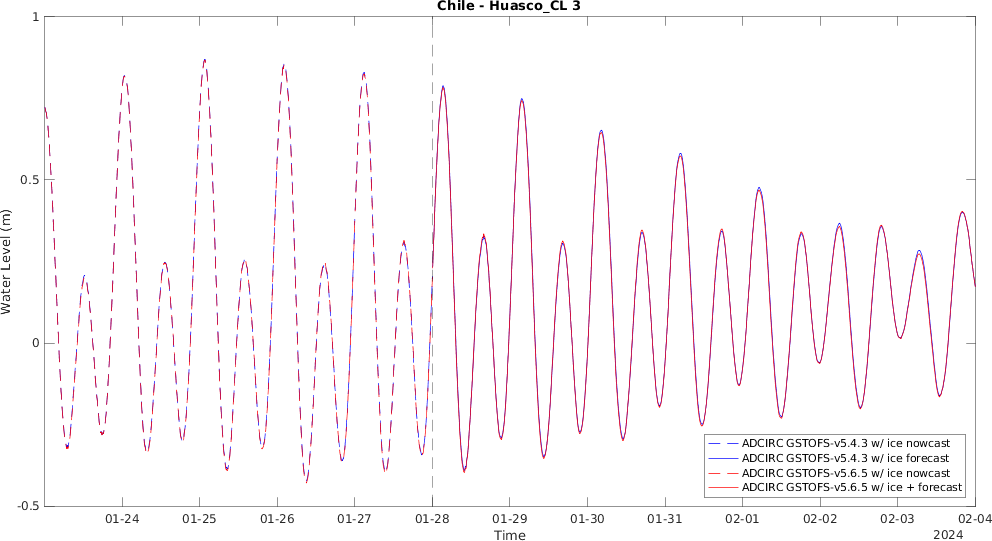 Chile - Huasco_CL 3
1
0.5
0
-0.5
Water Level (m)
ADCIRC GSTOFS-v5.4.3 w/ ice nowcast
ADCIRC GSTOFS-v5.4.3 w/ ice forecast
ADCIRC GSTOFS-v5.6.5 w/ ice nowcast
ADCIRC GSTOFS-v5.6.5 w/ ice + forecast
01-24 01-25 01-26 01-27 01-28 01-29 01-30 01-31 02-01 02-02 02-03 02-04
Time
2024